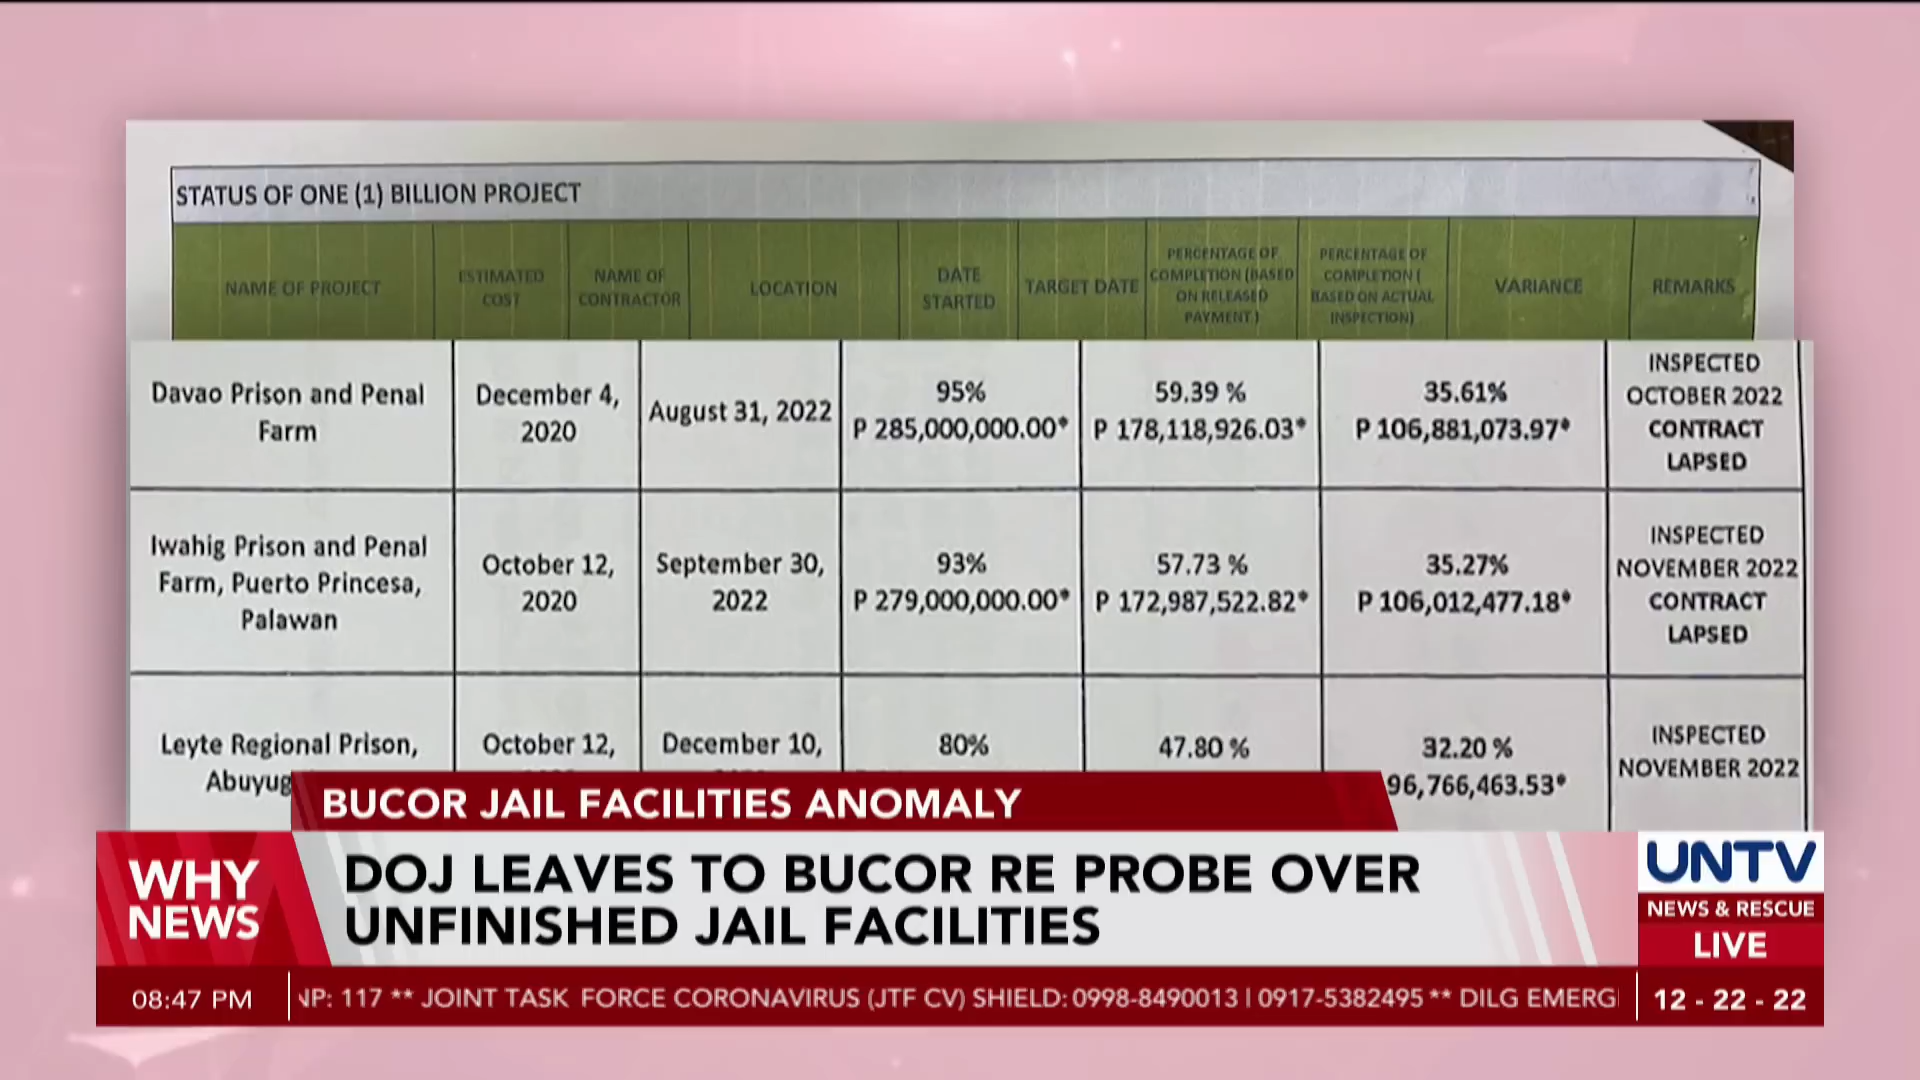 STATUS OF ONE (1) BILLION PROJECT
NAME OF PROJECT
ESTIMATED
COST
NAME OF
CONTRACTOR
LOCATION
DATE
STARTED
TARGET DATE
PERCENTAGE OF
COMPLETION (BASED
ON RELEASED
PAYMENT )
PERCENTAGE OF
COMPLETION (
BASED ON ACTUAL
INSPECTION)
VARIANCE
REMARKS
Davao Prison and Penal
Farm
December 4,
2020
August 31, 2022
95%
P 285,000,000.00*
59.39 %
P 178,118,926.03*
35.61%
P 106,881,073.97*
INSPECTED
OCTOBER 2022
CONTRACT
LAPSED
Iwahig Prison and Penal
Farm, Puerto Princesa,
Palawan
October 12,
2020
September 30,
2022
93%
P 279,000,000.00*
57.73 %
P 172,987,522.82*
35.27%
P 106,012,477.18*
INSPECTED
NOVEMBER 2022
CONTRACT
LAPSED
Leyte Regional Prison,
Abuyug
October 12,
December 10,
80%
47.80 %
32.20 %
96,766,463.53*
INSPECTED
NOVEMBER 2022
BUCOR JAIL FACILITIES ANOMALY
WHY
NEWS
DOJ LEAVES TO BUCOR RE PROBE OVER
UNFINISHED JAIL FACILITIES
UNTV
NEWS & RESCUE
LIVE
08:47 PM
NP: 117 ** JOINT TASK FORCE CORONAVIRUS (JTF CV) SHIELD: 0998-8490013 | 0917-5382495 ** DILG EMERG
12 - 22 - 22